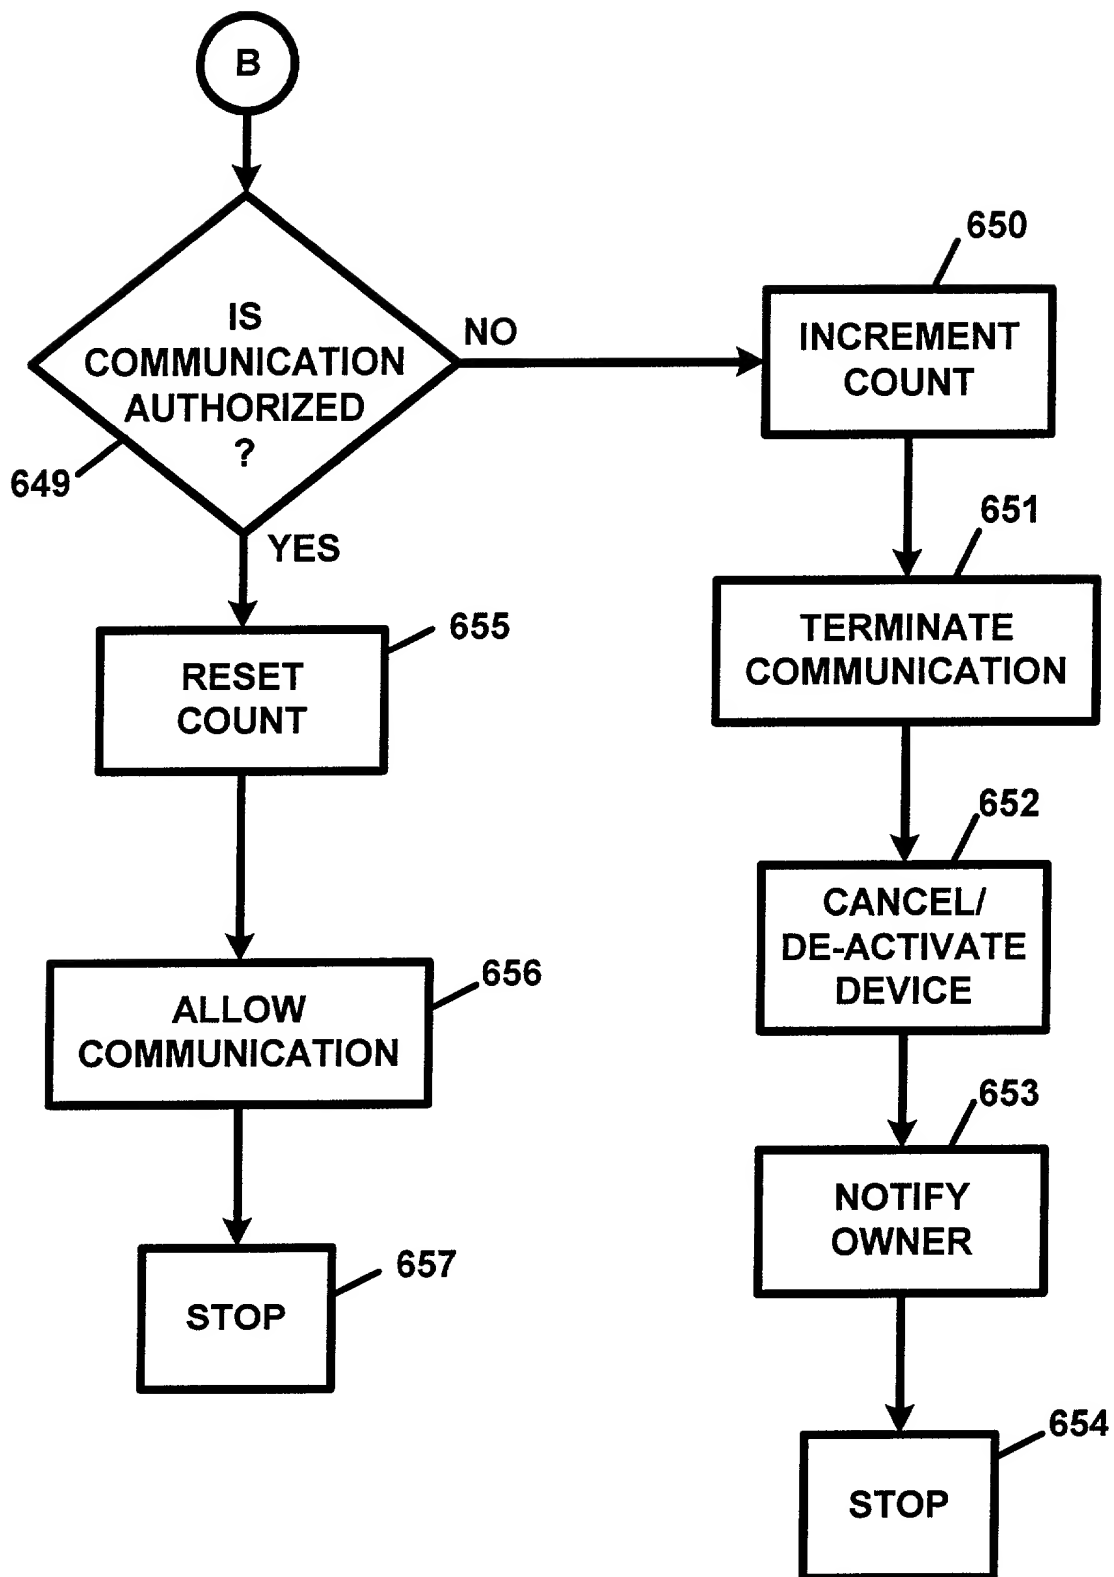 B
IS
COMMUNICATION
AUTHORIZED
?
649
NO
YES
650
INCREMENT
COUNT
651
TERMINATE
COMMUNICATION
652
CANCEL/
DE-ACTIVATE
DEVICE
653
NOTIFY
OWNER
654
STOP
655
RESET
COUNT
656
ALLOW
COMMUNICATION
657
STOP